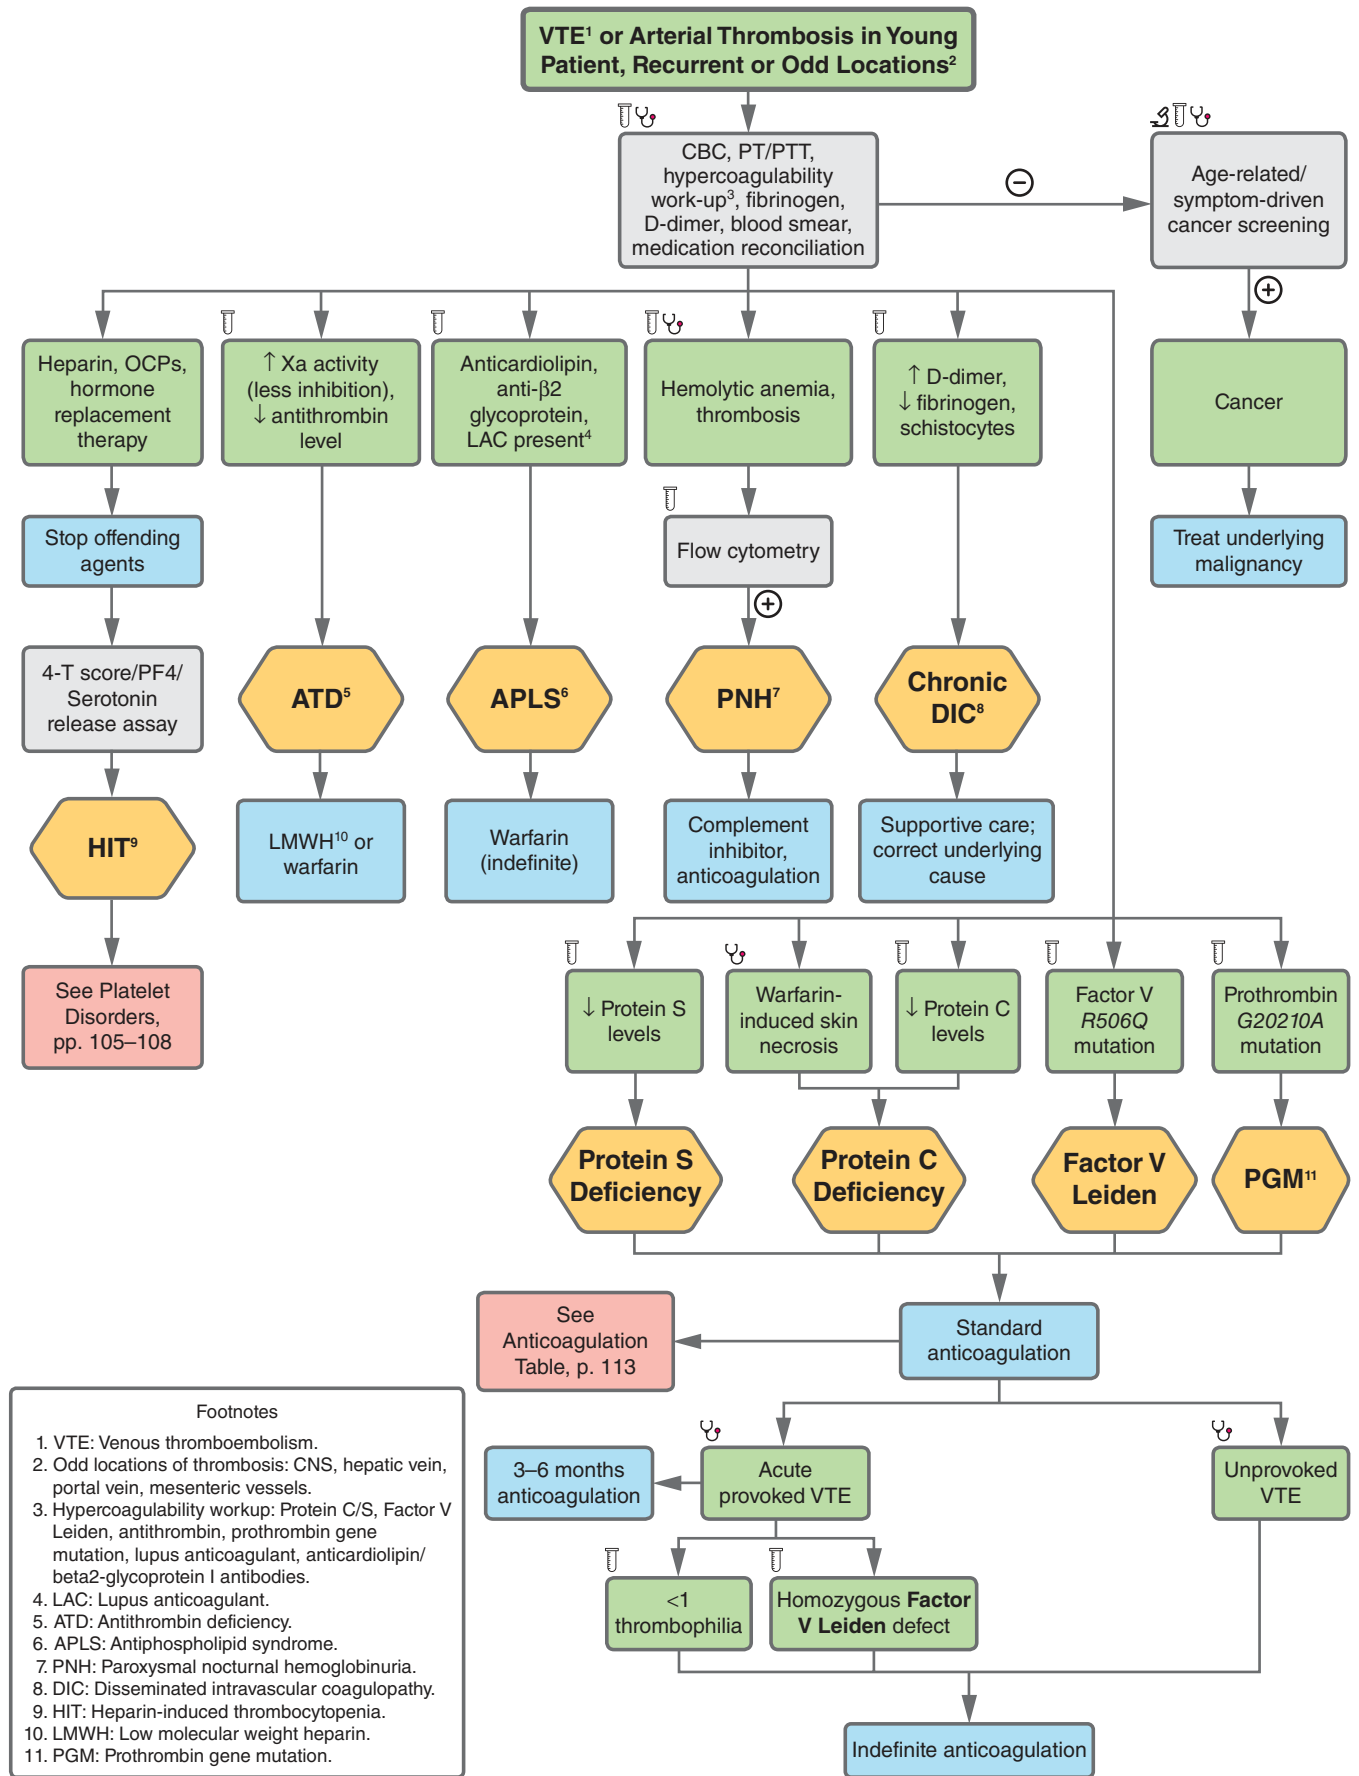 VTE¹ or Arterial Thrombosis in Young
Patient, Recurrent or Odd Locations²
CBC, PT/PTT,
hypercoagulability
work-up³, fibrinogen,
D-dimer, blood smear,
medication reconciliation
−
Age-related/
symptom-driven
cancer screening
+
Heparin, OCPs,
hormone
replacement
therapy
↑ Xa activity
(less inhibition),
↓ antithrombin
level
Anticardiolipin,
anti-β2
glycoprotein,
LAC present⁴
Hemolytic anemia,
thrombosis
↑ D-dimer,
↓ fibrinogen,
schistocytes
Cancer
Stop offending
agents
Flow cytometry
Treat underlying
malignancy
+
4-T score/PF4/
Serotonin
release assay
ATD⁵
APLS⁶
PNH⁷
Chronic
DIC⁸
HIT⁹
LMWH¹⁰ or
warfarin
Warfarin
(indefinite)
Complement
inhibitor,
anticoagulation
Supportive care;
correct underlying
cause
See Platelet
Disorders,
pp. 105–108
↓ Protein S
levels
Warfarin-
induced skin
necrosis
↓ Protein C
levels
Factor V
R506Q
mutation
Prothrombin
G20210A
mutation
Protein S
Deficiency
Protein C
Deficiency
Factor V
Leiden
PGM¹¹
See
Anticoagulation
Table, p. 113
Standard
anticoagulation
3–6 months
anticoagulation
Acute
provoked VTE
Unprovoked
VTE
<1
thrombophilia
Homozygous Factor
V Leiden defect
Indefinite anticoagulation
Footnotes
1. VTE: Venous thromboembolism.
2. Odd locations of thrombosis: CNS, hepatic vein,
portal vein, mesenteric vessels.
3. Hypercoagulability workup: Protein C/S, Factor V
Leiden, antithrombin, prothrombin gene
mutation, lupus anticoagulant, anticardiolipin/
beta2-glycoprotein I antibodies.
4. LAC: Lupus anticoagulant.
5. ATD: Antithrombin deficiency.
6. APLS: Antiphospholipid syndrome.
7. PNH: Paroxysmal nocturnal hemoglobinuria.
8. DIC: Disseminated intravascular coagulopathy.
9. HIT: Heparin-induced thrombocytopenia.
10. LMWH: Low molecular weight heparin.
11. PGM: Prothrombin gene mutation.